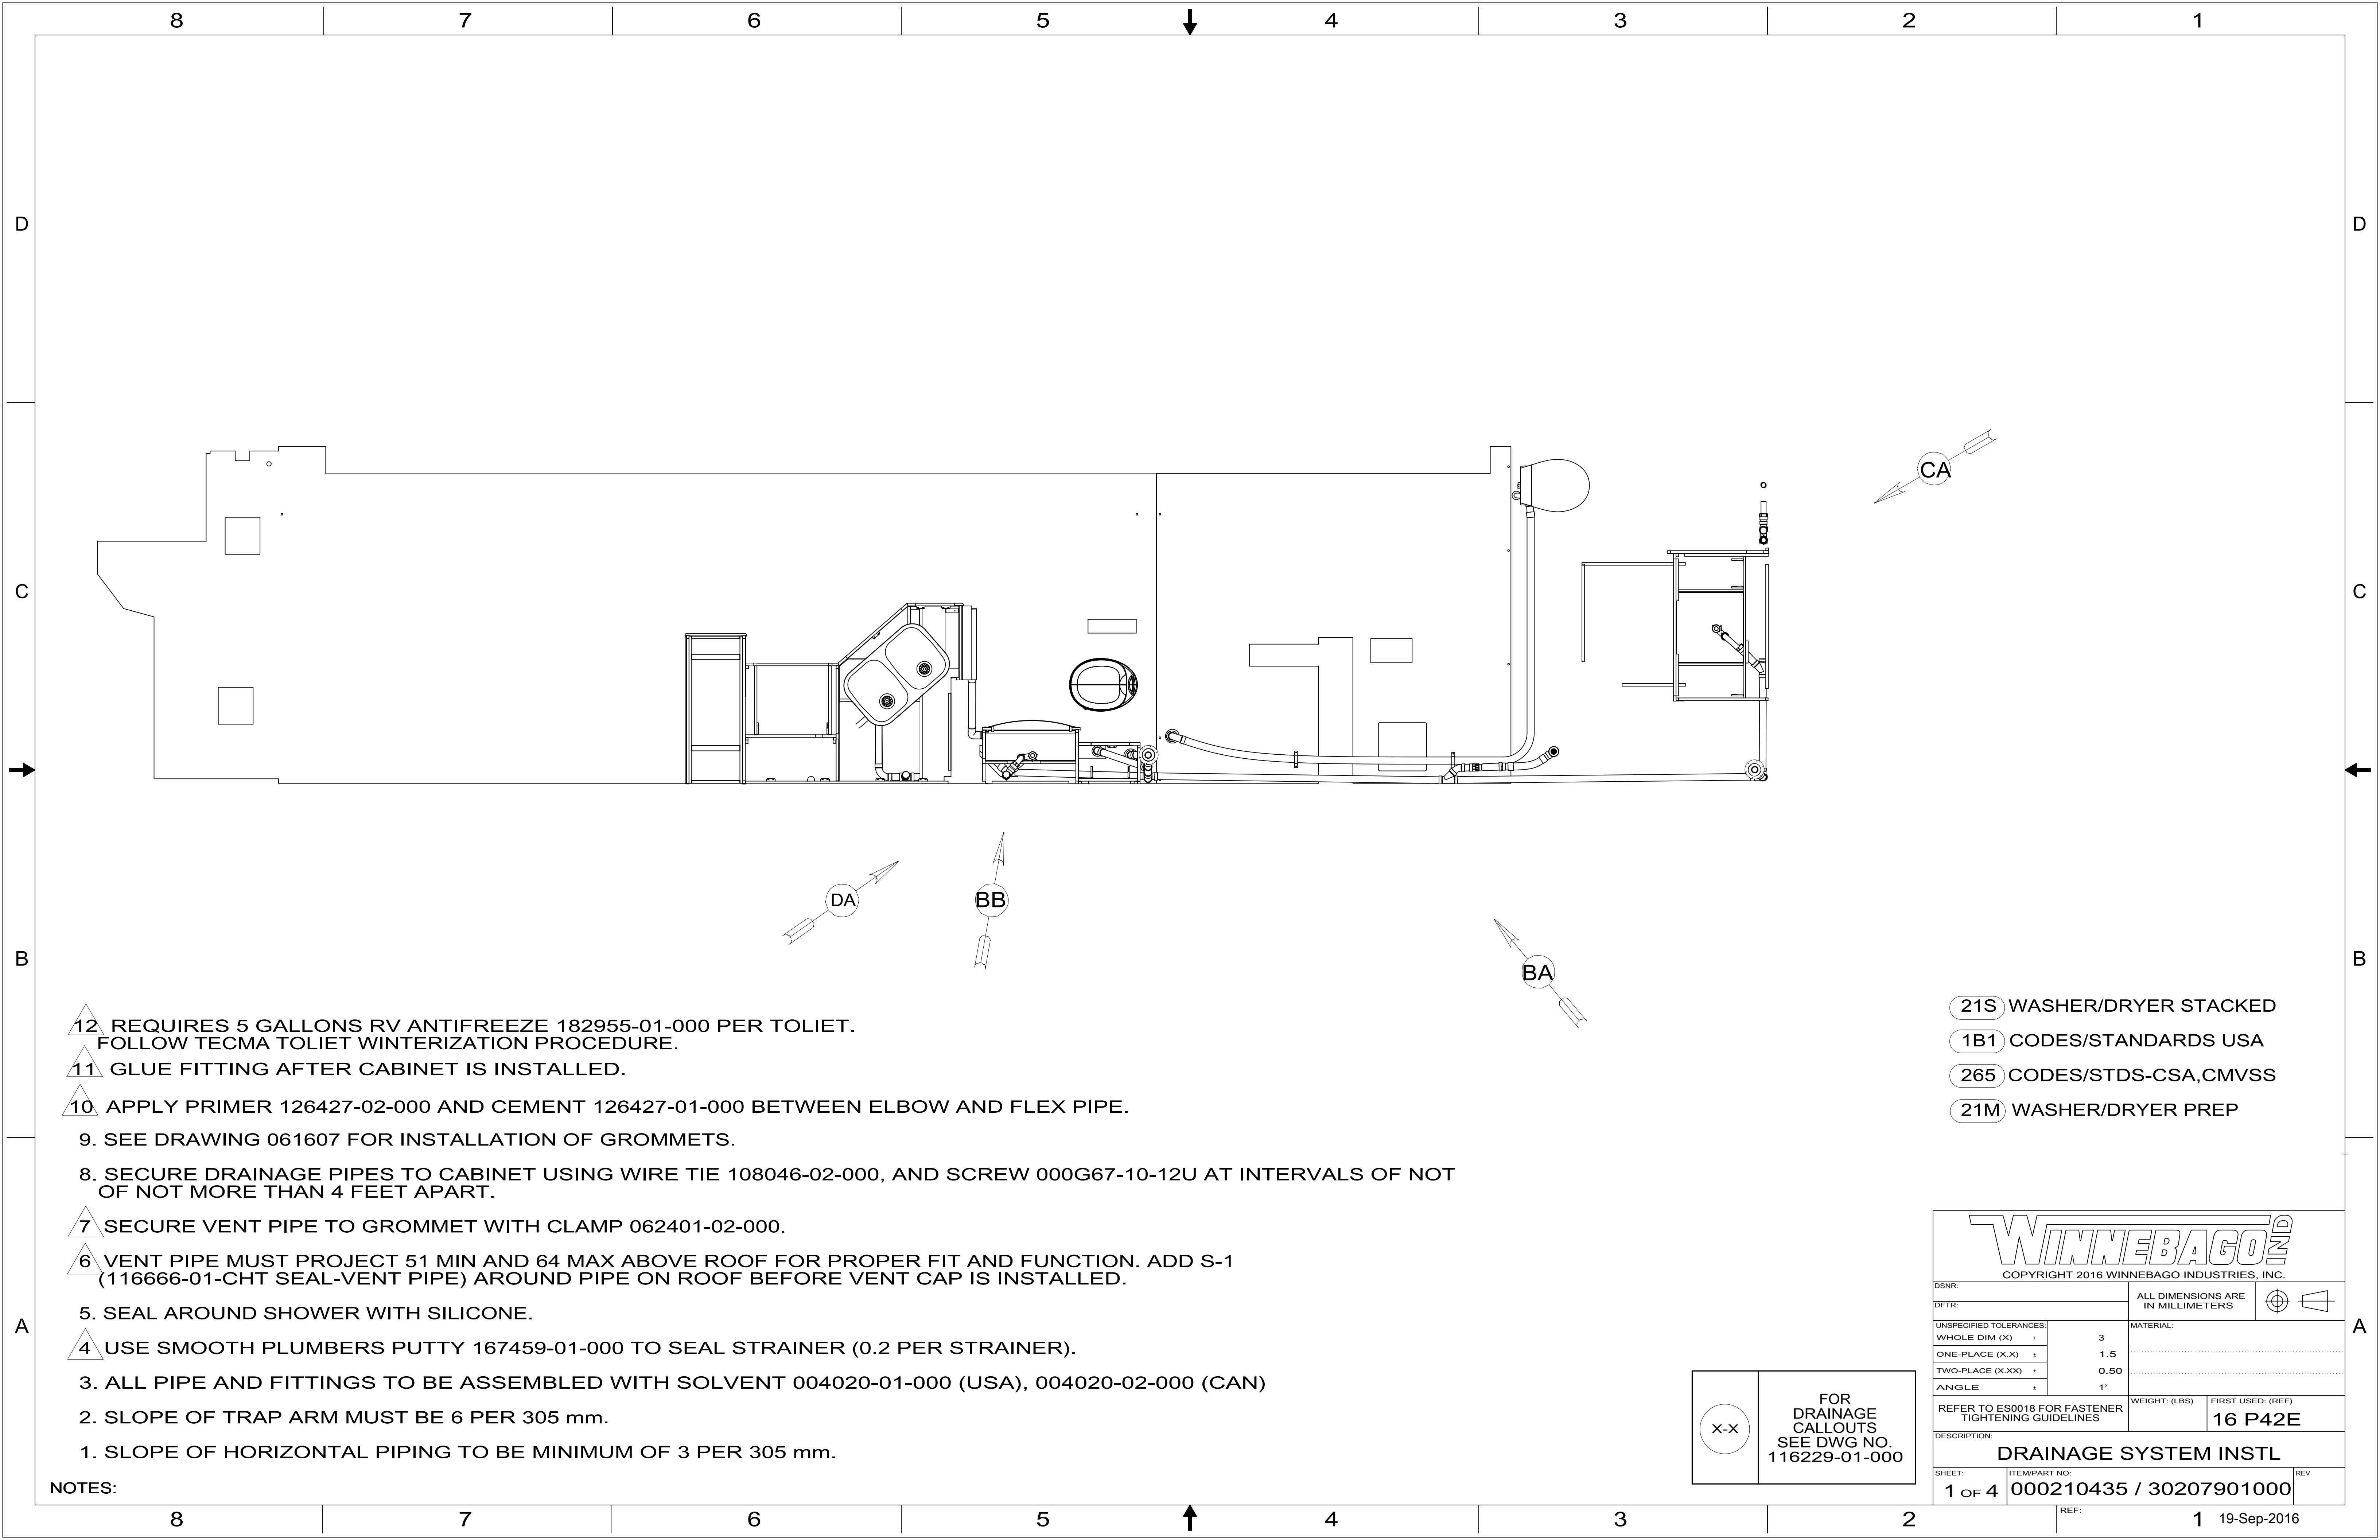 8 7 6 5 4 3 2 1
D D
CA
C C
DA
BB
BA
B B
12 REQUIRES 5 GALLONS RV ANTIFREEZE 182955-01-000 PER TOLIET.
FOLLOW TECMA TOLIET WINTERIZATION PROCEDURE.
11 GLUE FITTING AFTER CABINET IS INSTALLED.
10 APPLY PRIMER 126427-02-000 AND CEMENT 126427-01-000 BETWEEN ELBOW AND FLEX PIPE.
9. SEE DRAWING 061607 FOR INSTALLATION OF GROMMETS.
8. SECURE DRAINAGE PIPES TO CABINET USING WIRE TIE 108046-02-000, AND SCREW 000G67-10-12U AT INTERVALS OF NOT
OF NOT MORE THAN 4 FEET APART.
7 SECURE VENT PIPE TO GROMMET WITH CLAMP 062401-02-000.
6 VENT PIPE MUST PROJECT 51 MIN AND 64 MAX ABOVE ROOF FOR PROPER FIT AND FUNCTION. ADD S-1
(116666-01-CHT SEAL-VENT PIPE) AROUND PIPE ON ROOF BEFORE VENT CAP IS INSTALLED.
5. SEAL AROUND SHOWER WITH SILICONE.
4 USE SMOOTH PLUMBERS PUTTY 167459-01-000 TO SEAL STRAINER (0.2 PER STRAINER).
3. ALL PIPE AND FITTINGS TO BE ASSEMBLED WITH SOLVENT 004020-01-000 (USA), 004020-02-000 (CAN)
2. SLOPE OF TRAP ARM MUST BE 6 PER 305 mm.
1. SLOPE OF HORIZONTAL PIPING TO BE MINIMUM OF 3 PER 305 mm.
NOTES:
21S WASHER/DRYER STACKED
1B1 CODES/STANDARDS USA
265 CODES/STDS-CSA,CMVSS
21M WASHER/DRYER PREP
X-X
FOR
DRAINAGE
CALLOUTS
SEE DWG NO.
116229-01-000
A A
WINNEBAGO IND
COPYRIGHT 2016 WINNEBAGO INDUSTRIES, INC.
DSNR:
DFTR:
ALL DIMENSIONS ARE
IN MILLIMETERS
UNSPECIFIED TOLERANCES:
WHOLE DIM (X) ± 3
ONE-PLACE (X.X) ± 1.5
TWO-PLACE (X.XX) ± 0.50
ANGLE ± 1°
MATERIAL:
REFER TO ES0018 FOR FASTENER
TIGHTENING GUIDELINES
WEIGHT: (LBS)
FIRST USED: (REF)
16 P42E
DESCRIPTION:
DRAINAGE SYSTEM INSTL
SHEET:
1 OF 4
ITEM/PART NO:
000210435 / 30207901000
REV
REF:
8 7 6 5 4 3 2 1
19-Sep-2016